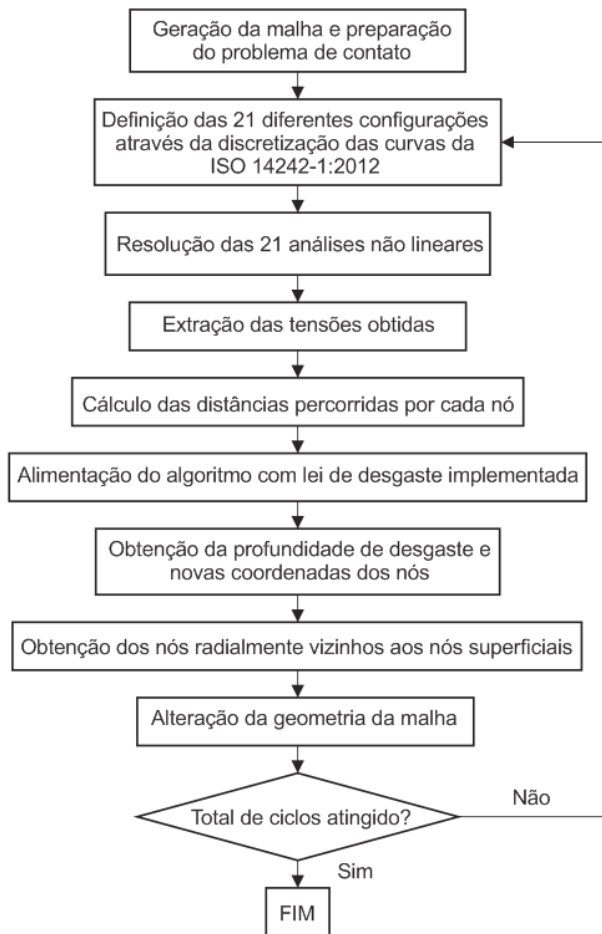 Geração da malha e preparação
do problema de contato
Definição das 21 diferentes configurações
através da discretização das curvas da
ISO 14242-1:2012
Resolução das 21 análises não lineares
Extração das tensões obtidas
Cálculo das distâncias percorridas por cada nó
Alimentação do algoritmo com lei de desgaste implementada
Obtenção da profundidade de desgaste e
novas coordenadas dos nós
Obtenção dos nós radialmente vizinhos aos nós superficiais
Alteração da geometria da malha
Total de ciclos atingido?
Não
Sim
FIM